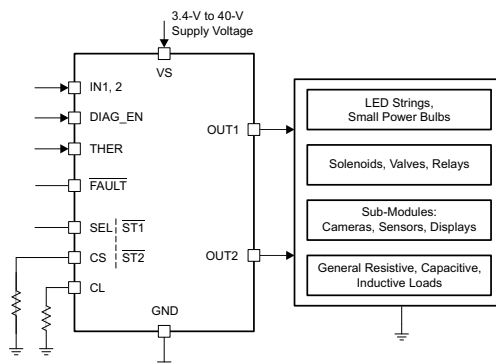 3.4-V to 40-V
Supply Voltage
VS
IN1, 2
DIAG_EN
THER
FAULT
SEL ST1
CS ST2
CL
GND
OUT1
OUT2
LED Strings,
Small Power Bulbs
Solenoids, Valves, Relays
Sub-Modules:
Cameras, Sensors, Displays
General Resistive, Capacitive,
Inductive Loads